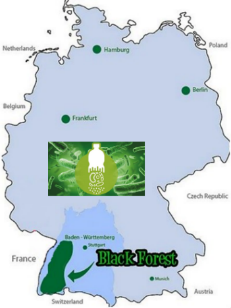 Netherlands
Hamburg
Poland
Berlin
Belgium
Frankfurt
Czech Republic
Baden - Württemberg
Stuttgart
France
Black Forest
Munich
Austria
Switzerland